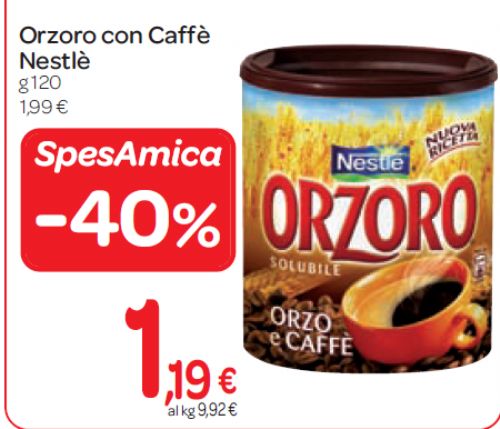 Orzoro con Caffè
Nestlè
g 120
1,99 €
SpesAmica
-40%
1,19 €
al kg 9,92 €
NUOVA
RICETTA
Nestlé
ORZORO
SOLUBILE
ORZO
e CAFFÈ